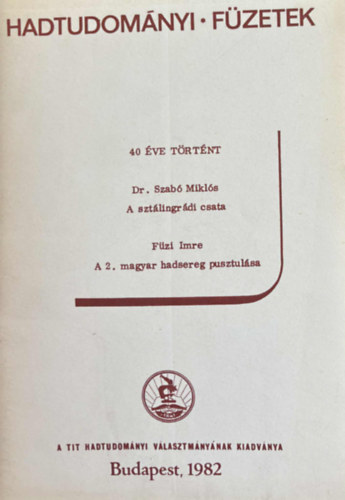 HADTUDOMÁNYI • FÜZETEK
40 ÉVE TÖRTÉNT
Dr. Szabó Miklós
A sztálingrádi csata
Füzi Imre
A 2. magyar hadsereg pusztulása
A TIT HADTUDOMÁNYI VÁLASZTMÁNYÁNAK KIADVÁNYA
Budapest, 1982